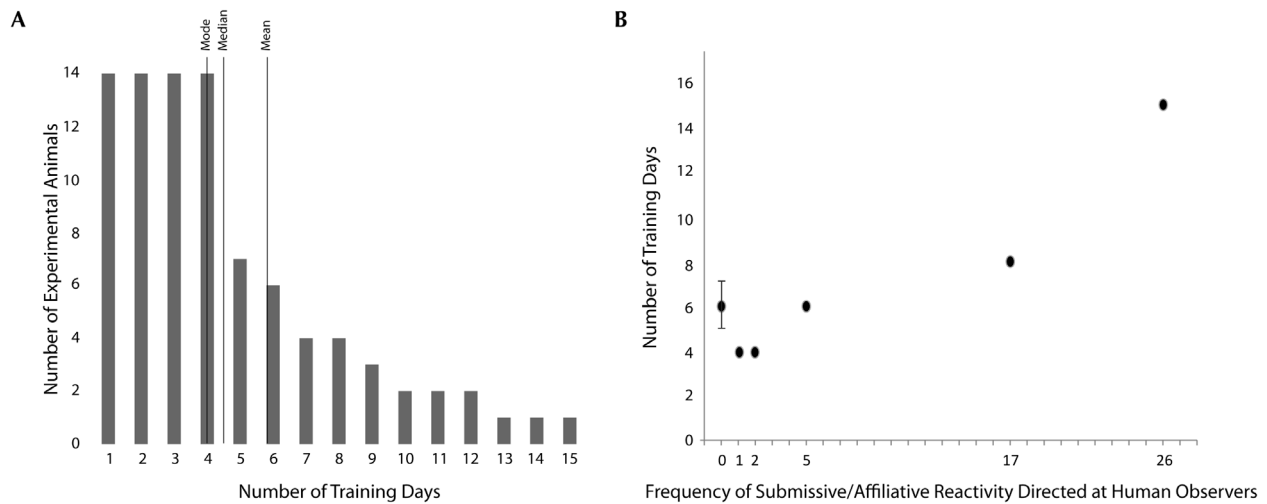 A
Mode
Median
Mean
14
12
10
8
6
4
2
0
Number of Experimental Animals
1 2 3 4 5 6 7 8 9 10 11 12 13 14 15
Number of Training Days
B
16
14
12
10
8
6
4
2
0
Number of Training Days
0 1 2 5 17 26
Frequency of Submissive/Affiliative Reactivity Directed at Human Observers